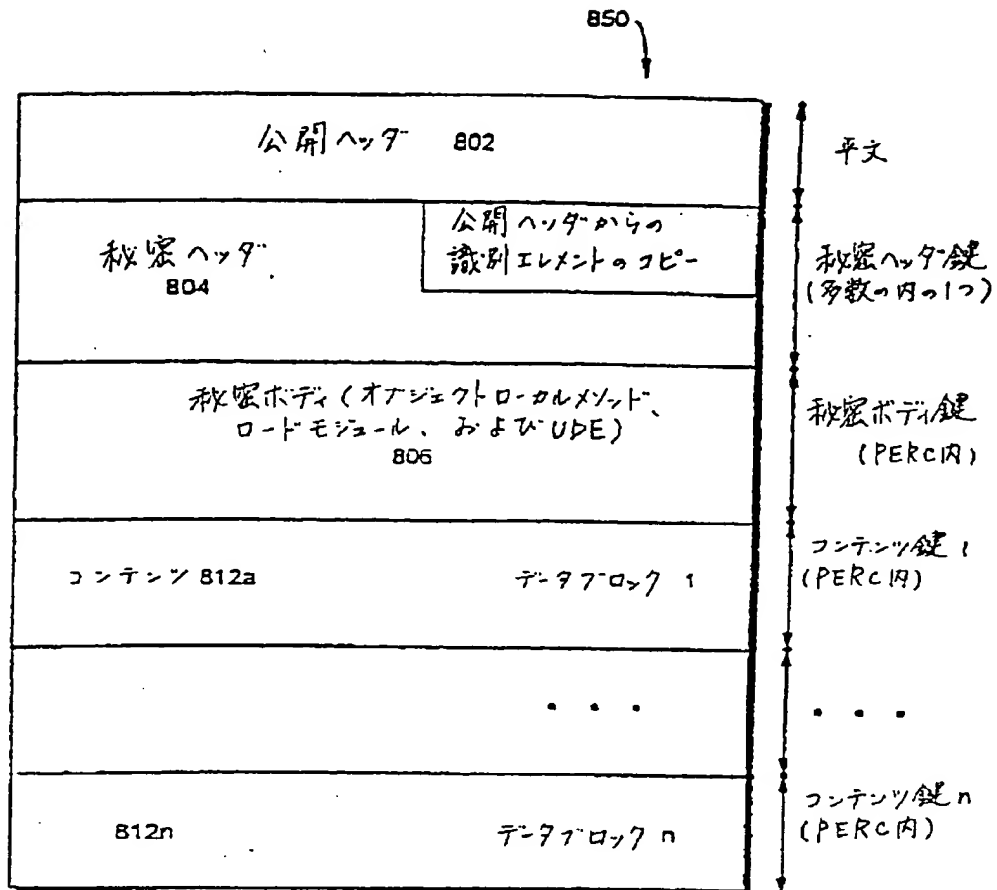 850
公開ヘッダ 802
平文
秘密ヘッダ
804
公開ヘッダからの
識別エレメントのコピー
秘密ヘッダ鍵
(多数の内の1つ)
秘密ボディ(オブジェクトローカルメソッド、
ロードモジュール、およびUDE)
806
秘密ボディ鍵
(PERC内)
コンテンツ 812a データブロック 1
コンテンツ鍵 1
(PERC内)
• • •
• • •
812n データブロック n
コンテンツ鍵 n
(PERC内)